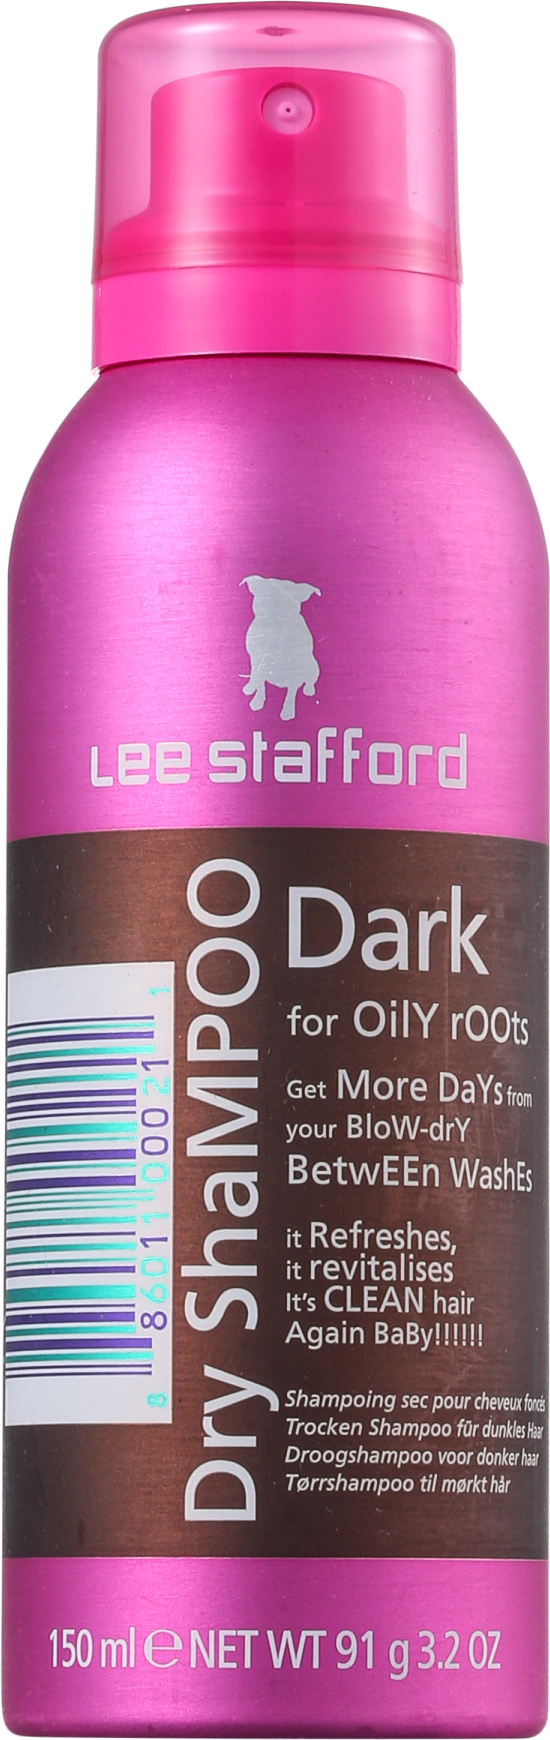 Lee Stafford
Dry ShaMPOO
Dark
for OilY rOOts
Get More DaYs from
your BloW-drY
BetwEEn WashEs
it Refreshes,
it revitalises
It's CLEAN hair
Again BaBy!!!!!!
Shampoing sec pour cheveux foncés
Trocken Shampoo für dunkles Haar
Droogshampoo voor donker haar
Tørrshampoo til mørkt hår
8 86011 00021 1
150 ml e NET WT 91 g 3.2 OZ